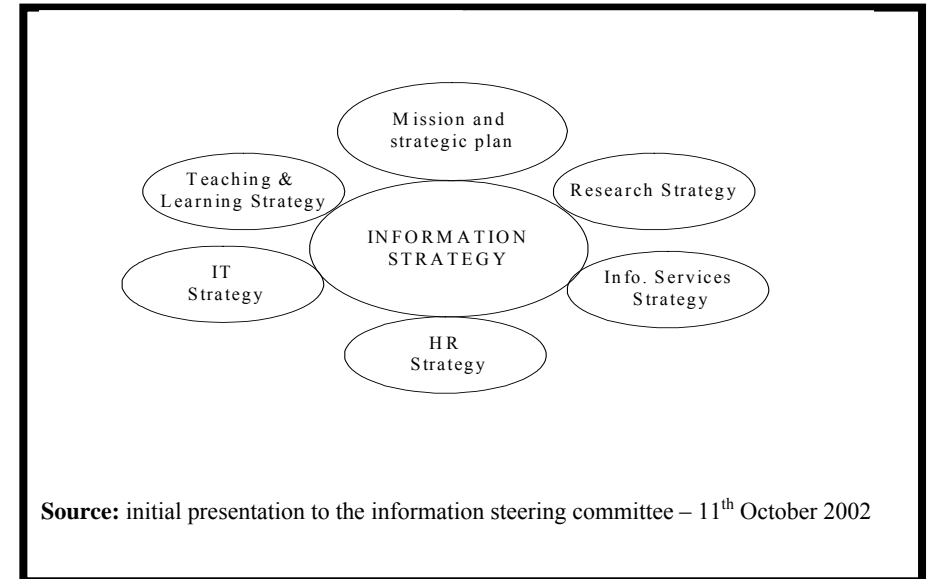 Mission and
strategic plan
Teaching &
Learning Strategy
Research Strategy
INFORMATION
STRATEGY
IT
Strategy
Info. Services
Strategy
HR
Strategy
Source: initial presentation to the information steering committee – 11th October 2002